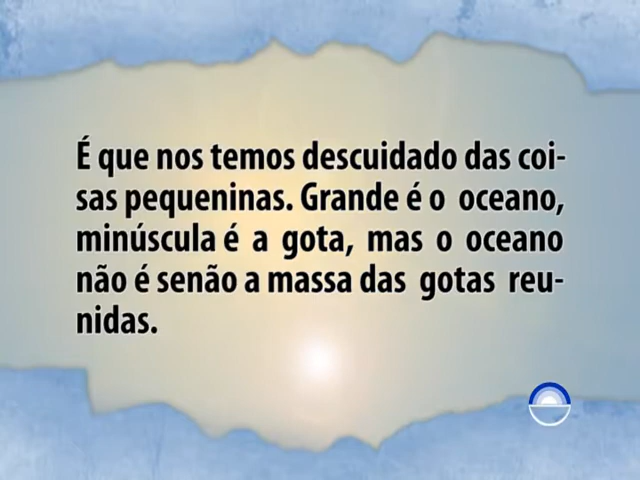 É que nos temos descuidado das coi-
sas pequeninas. Grande é o oceano,
minúscula é a gota, mas o oceano
não é senão a massa das gotas reu-
nidas.